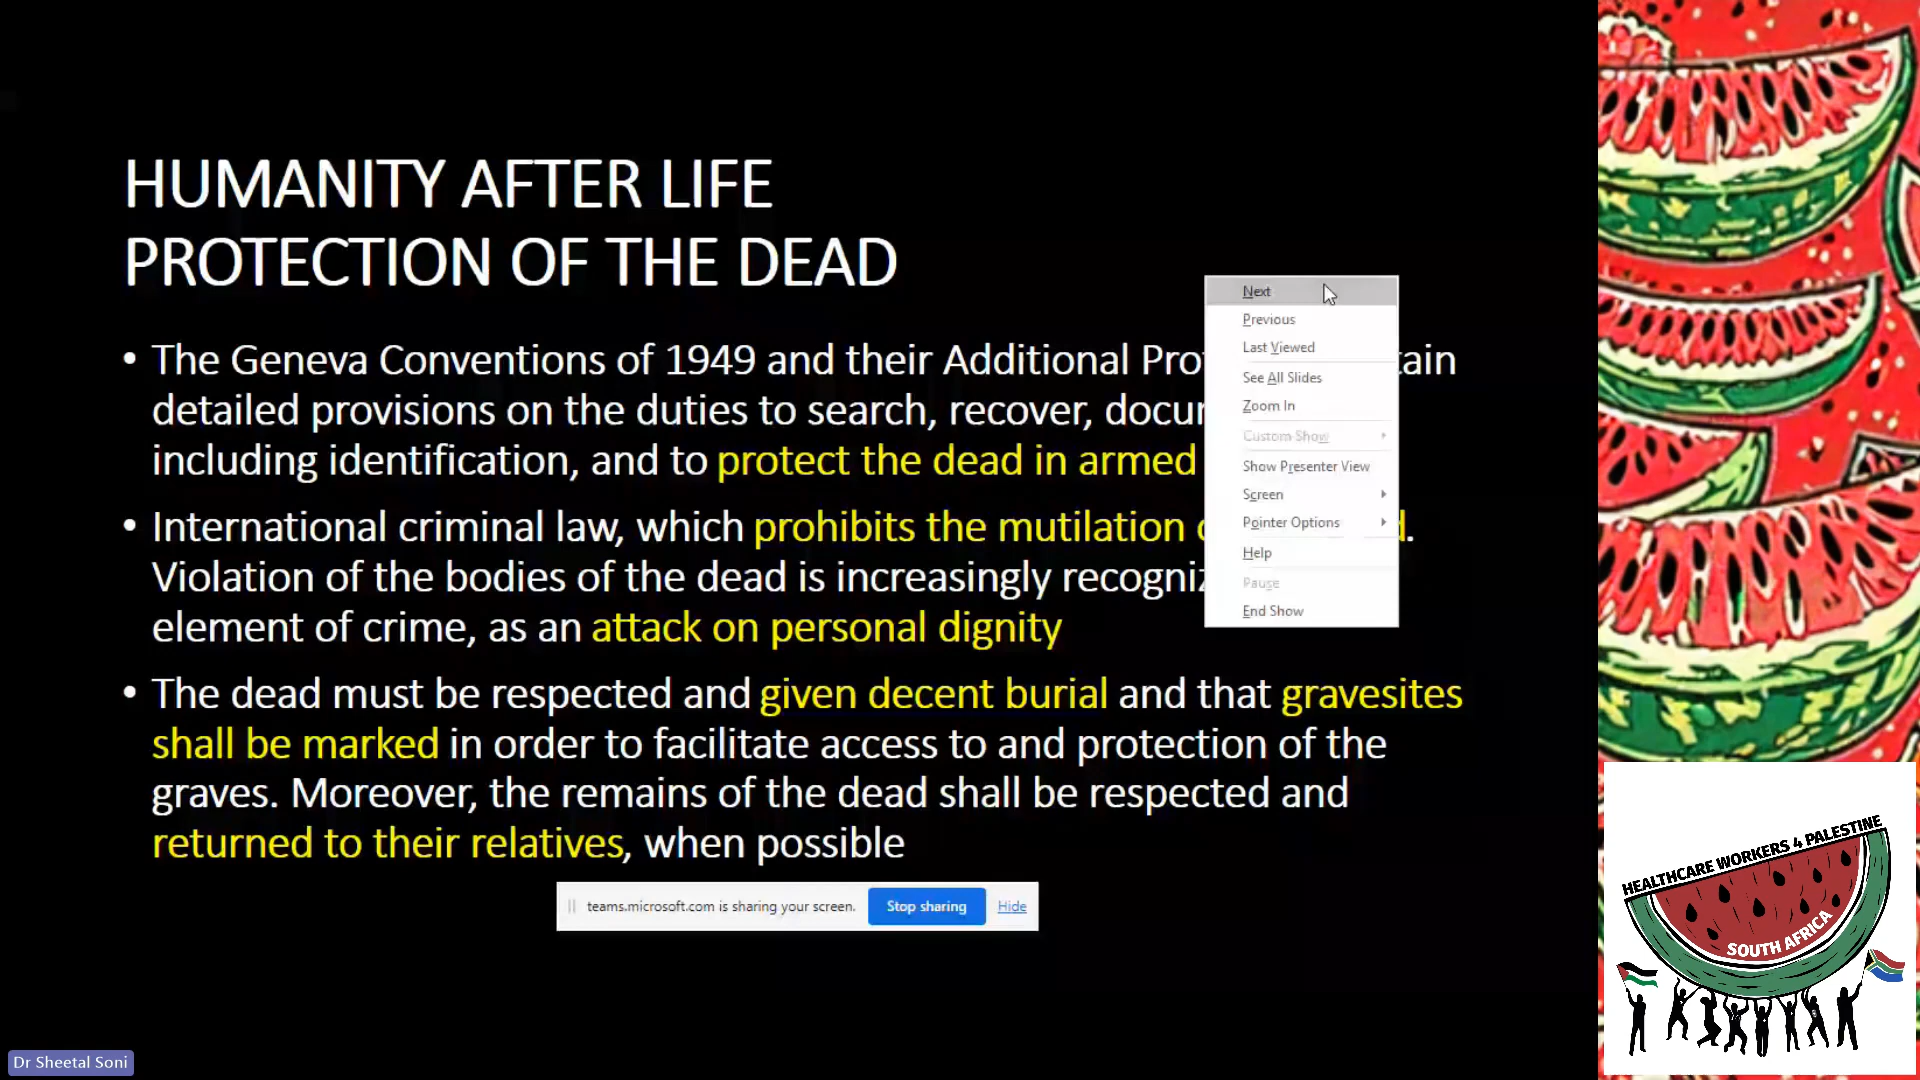 HUMANITY AFTER LIFE
PROTECTION OF THE DEAD
• The Geneva Conventions of 1949 and their Additional
detailed provisions on the duties to search, recover,
including identification, and to protect the dead in armed
• International criminal law, which prohibits the mutilation
Violation of the bodies of the dead is increasingly
element of crime, as an attack on personal dignity
• The dead must be respected and given decent burial and that gravesites
shall be marked in order to facilitate access to and protection of the
graves. Moreover, the remains of the dead shall be respected and
returned to their relatives, when possible
Next
Previous
Last Viewed
See All Slides
Zoom In
Custom Show
Show Presenter View
Screen
Pointer Options
Help
Pause
End Show
teams.microsoft.com is sharing your screen. Stop sharing Hide
HEALTHCARE WORKERS 4 PALESTINE
SOUTH AFRICA
Dr Sheetal Soni